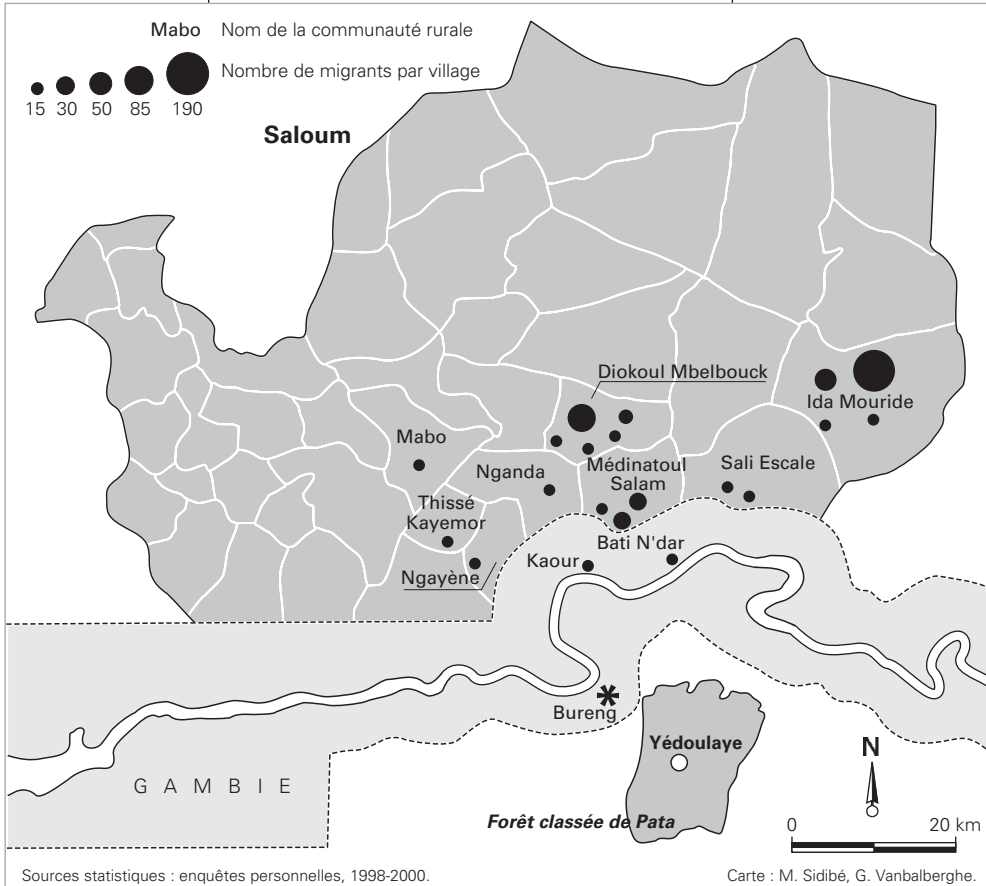 Mabo Nom de la communauté rurale
Nombre de migrants par village
15 30 50 85 190
Saloum
Diokoul Mbelbouck
Ida Mouride
Mabo
Nganda
Médinatoul
Salam
Sali Escale
Thissé
Kayemor
Bati N'dar
Kaour
Ngayène
Bureng
Yédoulaye
N
GAMBIE
Forêt classée de Pata
0 20 km
Sources statistiques : enquêtes personnelles, 1998-2000.
Carte : M. Sidibé, G. Vanbalberghe.